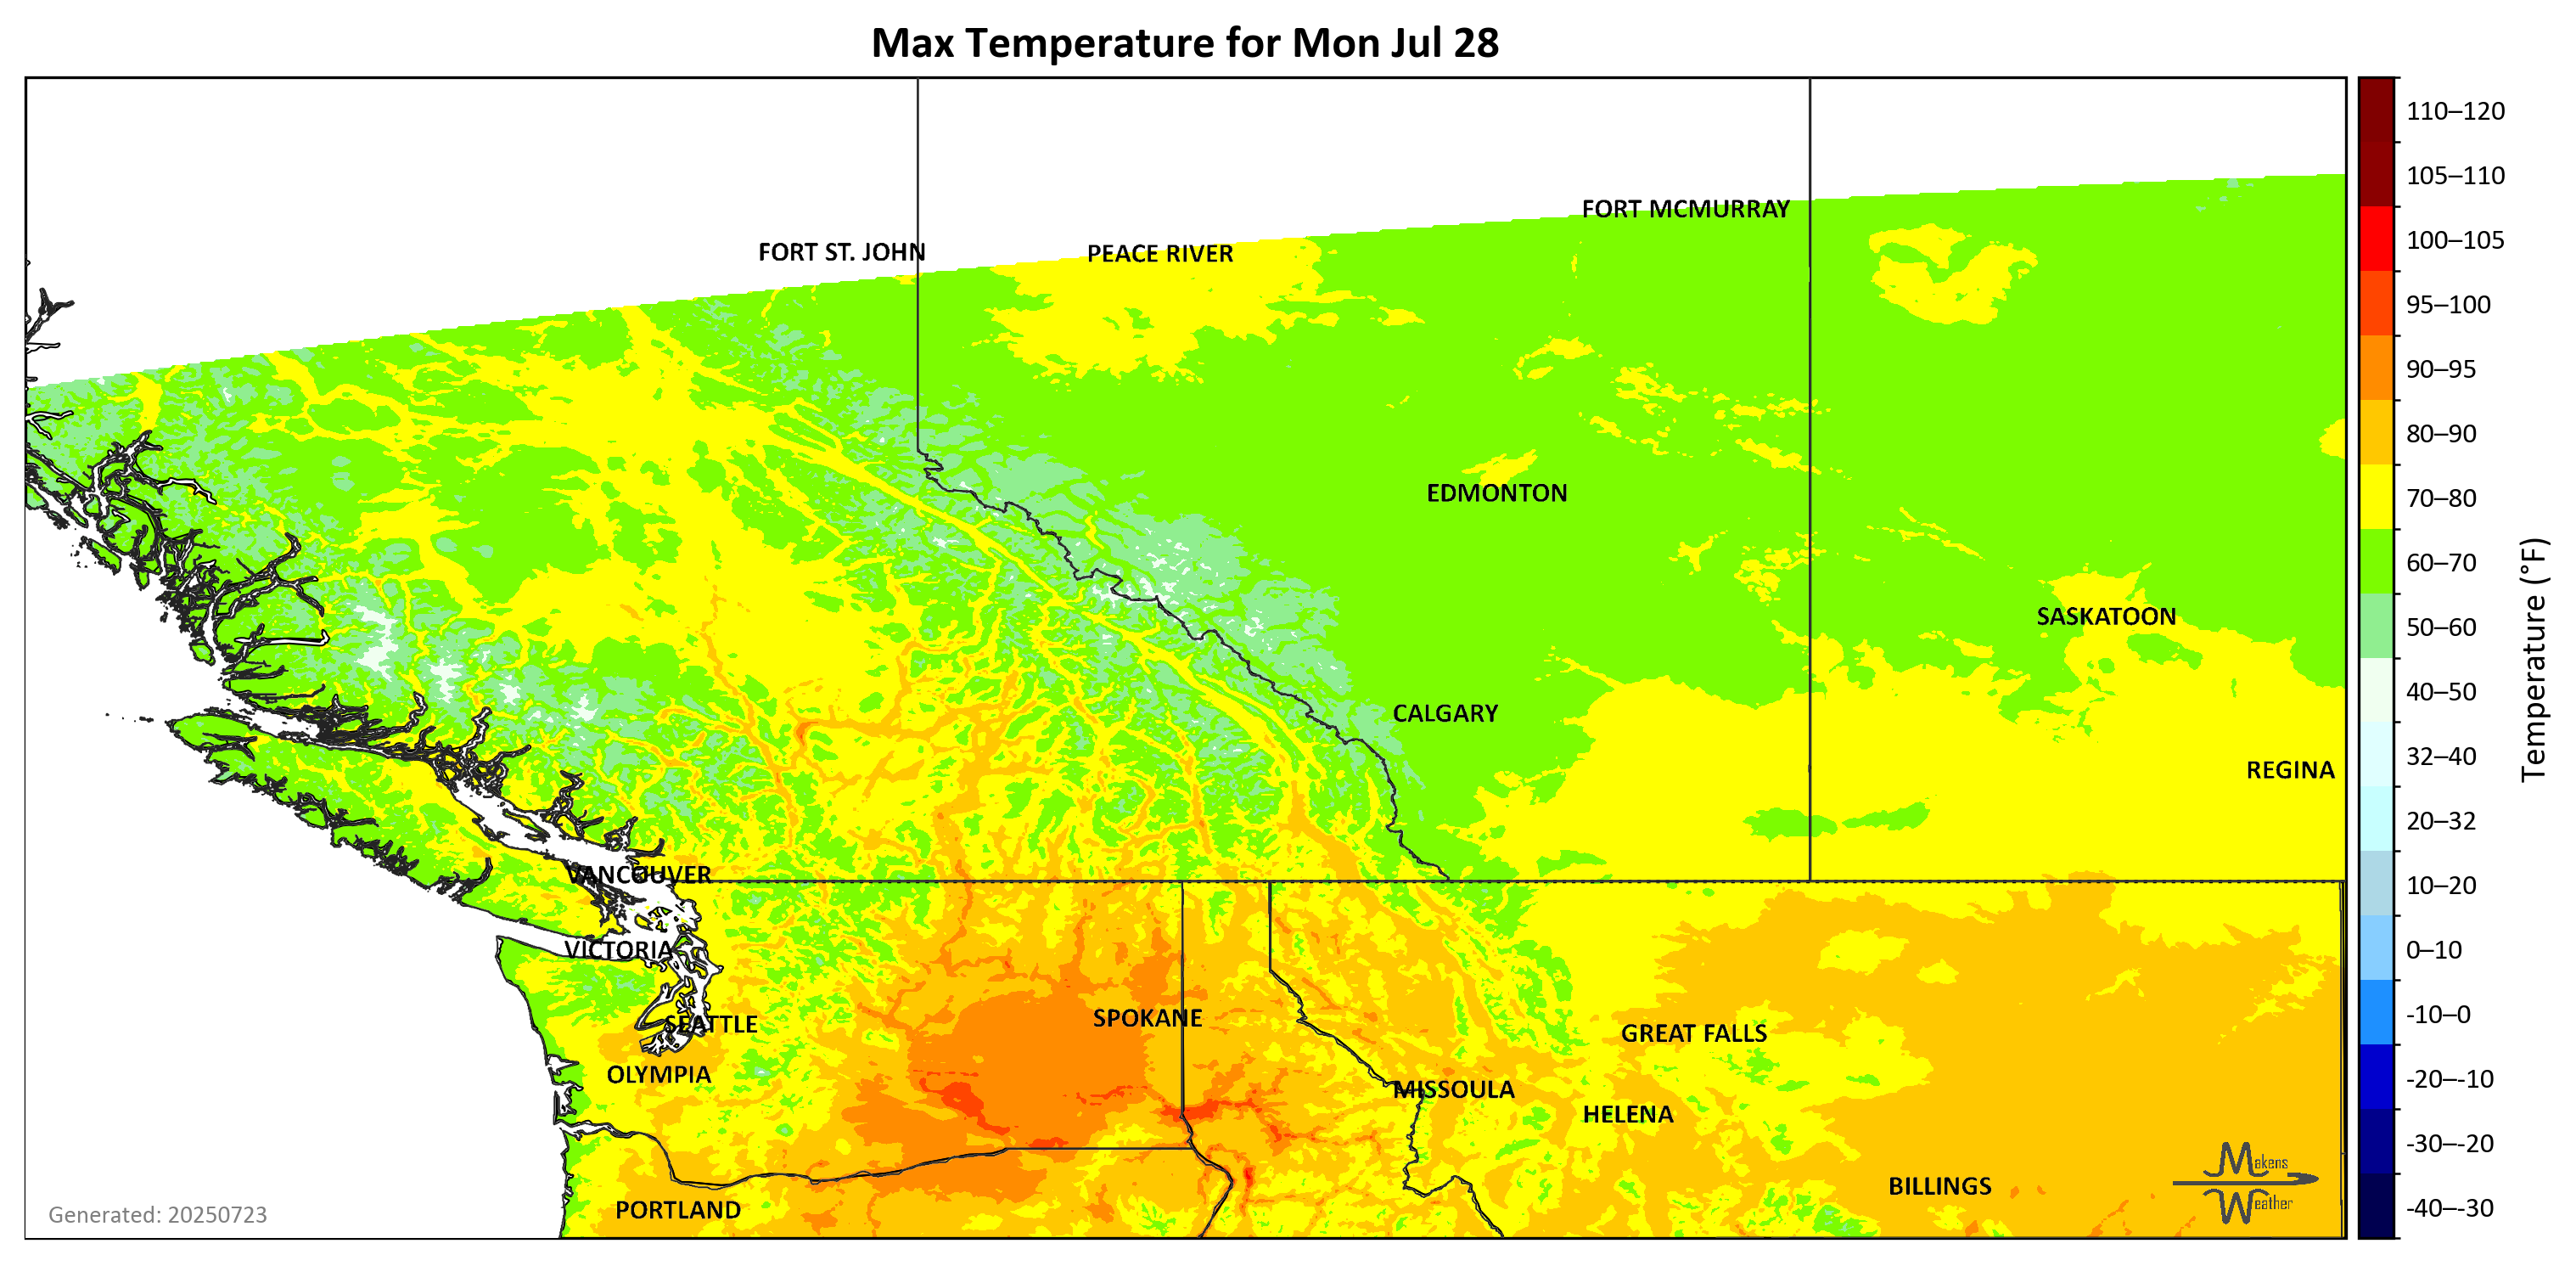 Max Temperature for Mon Jul 28
110–120
105–110
FORT MCMURRAY
100–105
FORT ST. JOHN
PEACE RIVER
95–100
90–95
80–90
EDMONTON
70–80
60–70
SASKATOON
50–60
Temperature (°F)
40–50
CALGARY
32–40
REGINA
20–32
VANCOUVER
10–20
VICTORIA
0–10
SEATTLE
SPOKANE
GREAT FALLS
-10–0
OLYMPIA
MISSOULA
-20–-10
HELENA
-30–-20
Makens
Weather
BILLINGS
PORTLAND
-40–-30
Generated: 20250723